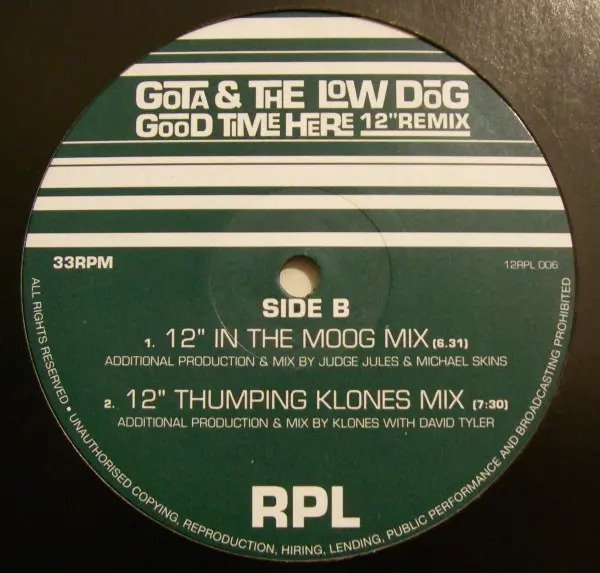 GOTA & THE LOW DOG
GOOD TIME HERE 12" REMIX
33RPM
12RPL 006
SIDE B
1. 12" IN THE MOOG MIX (6.31)
ADDITIONAL PRODUCTION & MIX BY JUDGE JULES & MICHAEL SKINS
2. 12" THUMPING KLONES MIX (7:30)
ADDITIONAL PRODUCTION & MIX BY KLONES WITH DAVID TYLER
RPL
ALL RIGHTS RESERVED • UNAUTHORISED COPYING, REPRODUCTION, HIRING, LENDING, PUBLIC PERFORMANCE AND BROADCASTING PROHIBITED